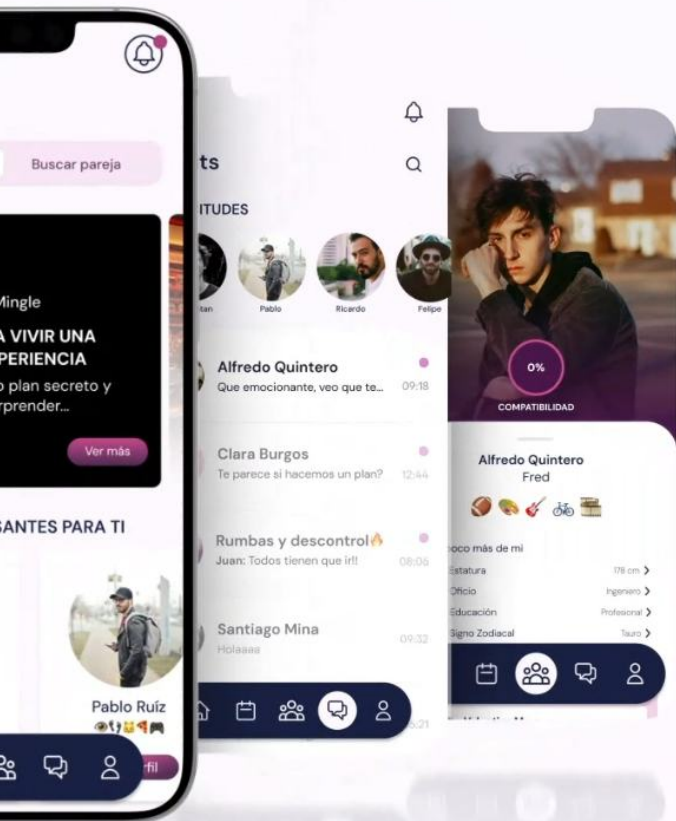 Buscar pareja
Mingle
A VIVIR UNA
PERIENCIA
o plan secreto y
rprender...
Ver más
SANTES PARA TI
Pablo Ruíz
fil
ts
ITUDES
tan
Pablo
Ricardo
Felipe
Alfredo Quintero
Que emocionante, veo que te...
09:18
Clara Burgos
Te parece si hacemos un plan?
12:44
Rumbas y descontrol🔥
Juan: Todos tienen que ir!!
08:06
Santiago Mina
Holaaaa
09:32
0%
COMPATIBILIDAD
Alfredo Quintero
Fred
oco más de mi
Estatura
178 cm
Oficio
Ingeniero
Educación
Profesional
Signo Zodiacal
Tauro